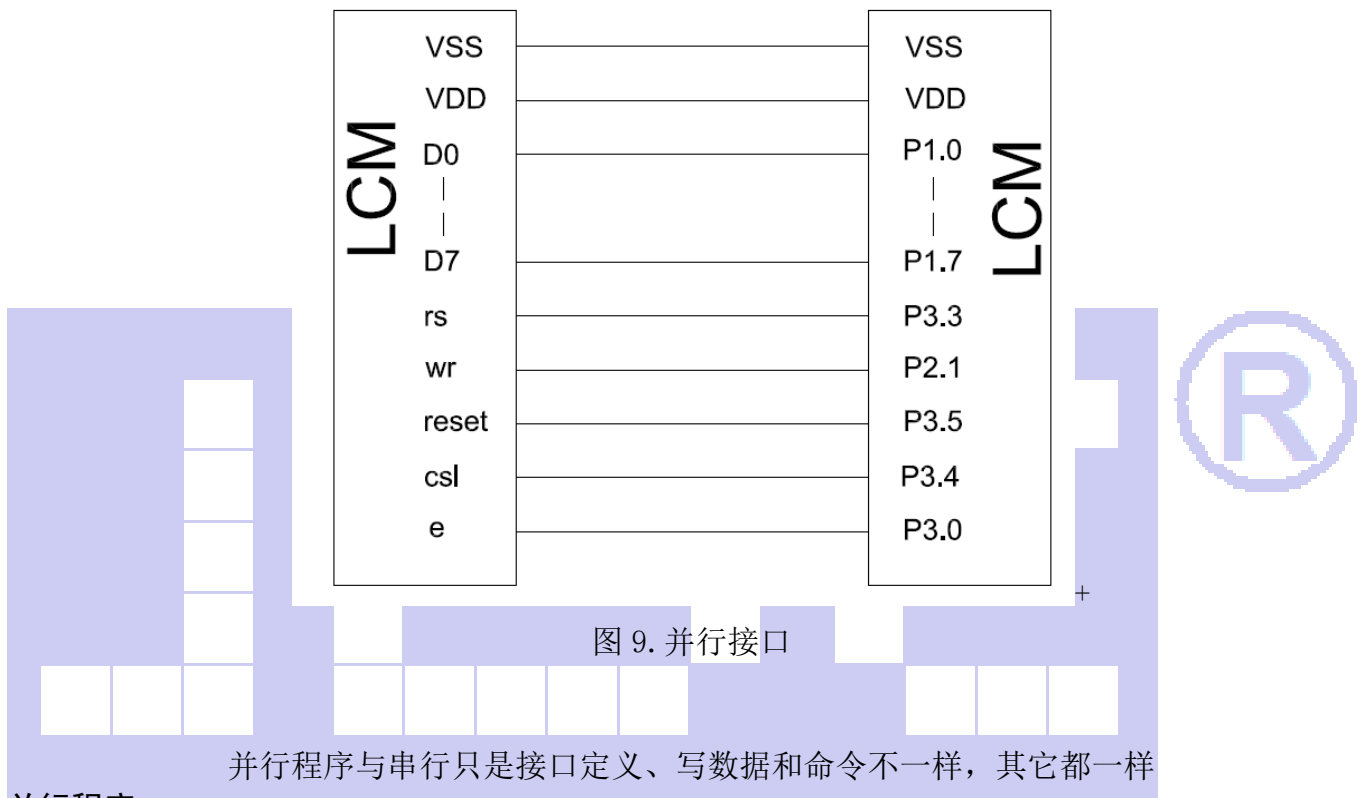 VSS VSS
VDD VDD
LCM
D0 P1.0
LCM
D7 P1.7
rs P3.3
wr P2.1
reset P3.5
csl P3.4
e P3.0
+
图 9.并行接口
并行程序与串行只是接口定义、写数据和命令不一样，其它都一样
®